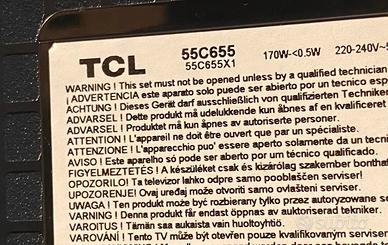 TCL 55C655 170W-<0.5W 220-240V~
55C655X1
WARNING ! This set must not be opened unless by a qualified technician
¡ ADVERTENCIA este aparato solo puede ser abierto por un tecnico esp
ACHTUNG ! Dieses Gerät darf ausschließlich von qualifizierten Techniker
ADVARSEL ! Dette produkt må udelukkende kun åbnes af en kvalificeret
ADVARSEL ! Produktet må kun åpnes av autoriserte personer.
ATTENTION ! L'appareil ne doit être ouvert que par un spécialiste.
ATTENZIONE ! L'apparecchio puo' essere aperto solamente da un tecni
AVISO ! Este aparelho só pode ser aberto por um técnico qualificado.
FIGYELMEZTETÉS ! A készüléket csak és kizárólag szakember bonthat
OPOZORILO! Ta televizor lahko odpre samo pooblaščen serviser!
UPOZORENJE! Ovaj uređaj može otvoriti samo ovlašteni serviser.
UWAGA ! Ten produkt może być rozbierany tylko przez autoryzowane se
VARNING ! Denna produkt får endast öppnas av auktoriserad tekniker.
VAROITUS ! Tämän saa aukaista vain huoltoyhtiö.
VAROVÁNÍ ! Tento TV může být otevřen pouze kvalifikovaným servisem